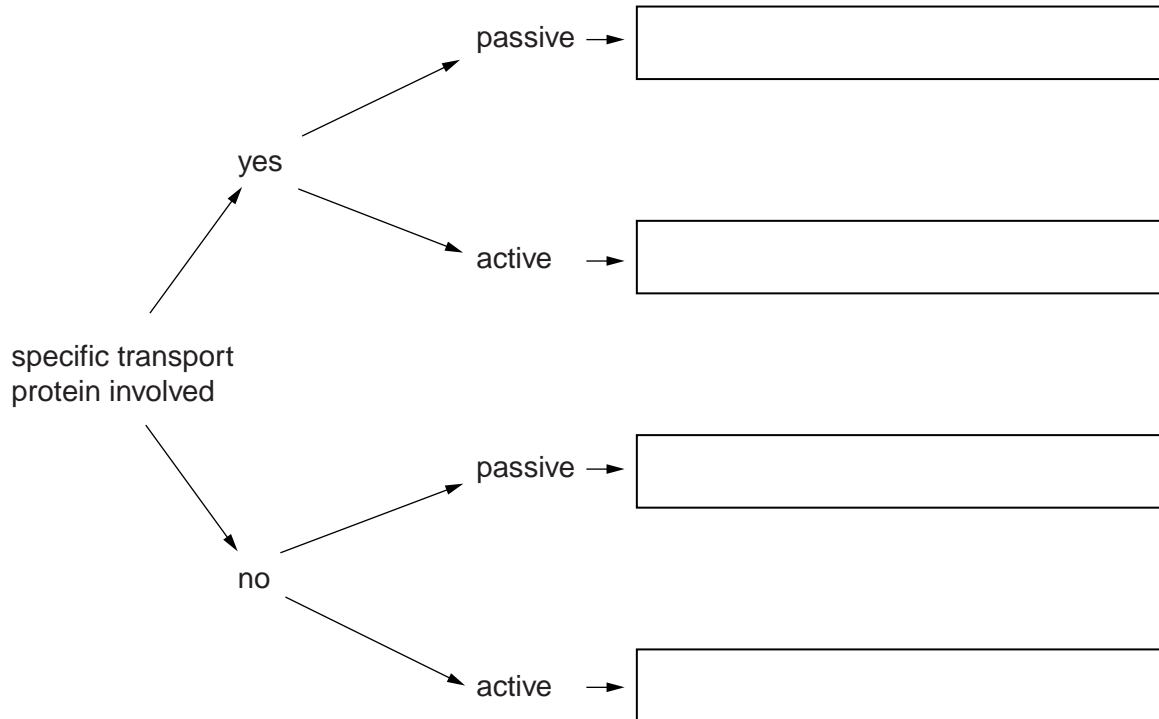 passive
yes
active
specific transport
protein involved
passive
no
active